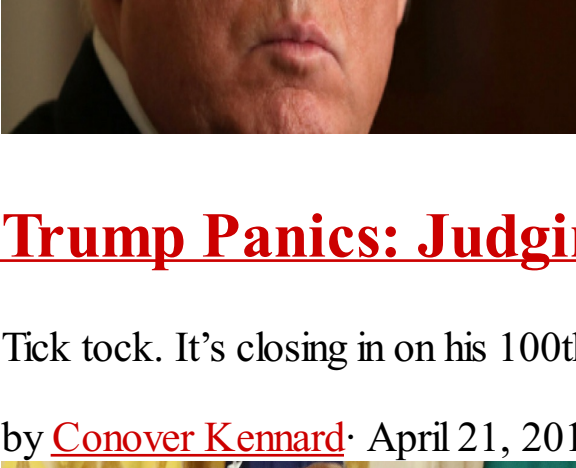 Trump Panics: Judgi
Tick tock. It’s closing in on his 100t
by Conover Kennard· April 21, 201